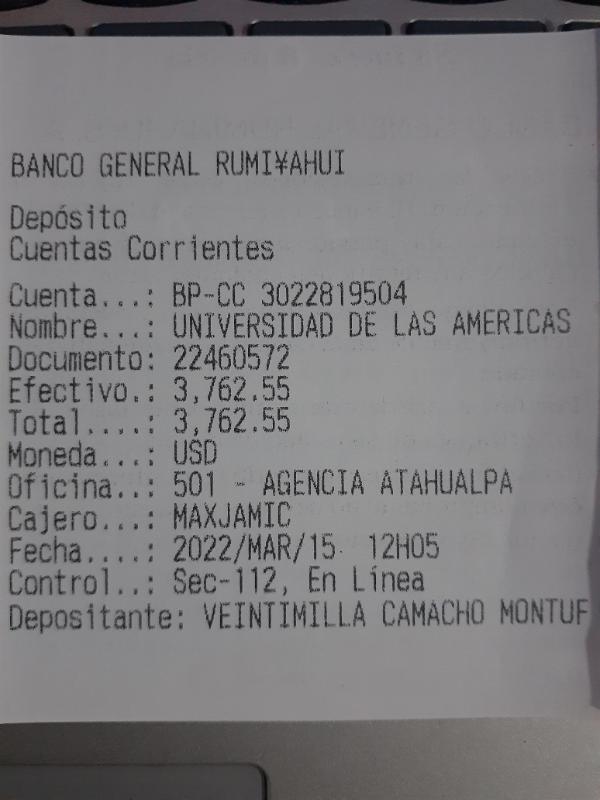 BANCO GENERAL RUMI¥AHUI
Depósito
Cuentas Corrientes
Cuenta...: BP-CC 3022819504
Nombre...: UNIVERSIDAD DE LAS AMERICAS
Documento: 22460572
Efectivo.: 3,762.55
Total....: 3,762.55
Moneda...: USD
Oficina..: 501 - AGENCIA ATAHUALPA
Cajero...: MAXJAMIC
Fecha....: 2022/MAR/15 12H05
Control..: Sec-112, En Línea
Depositante: VEINTIMILLA CAMACHO MONTUF